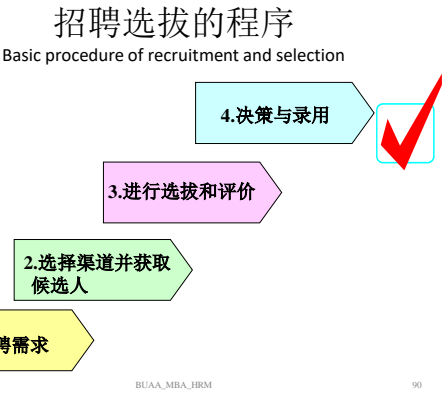 招聘选拔的程序
Basic procedure of recruitment and selection
4.决策与录用
3.进行选拔和评价
2.选择渠道并获取
候选人
聘需求
BUAA_MBA_HRM
90